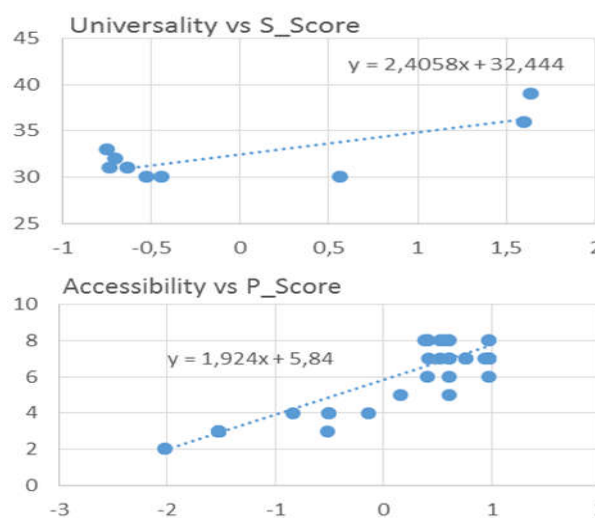 Universality vs S_Score
45
y = 2,4058x + 32,444
40
35
30
25
-1 -0,5 0 0,5 1 1,5 2
Accessibility vs P_Score
10
8
y = 1,924x + 5,84
6
4
2
0
-3 -2 -1 0 1 2